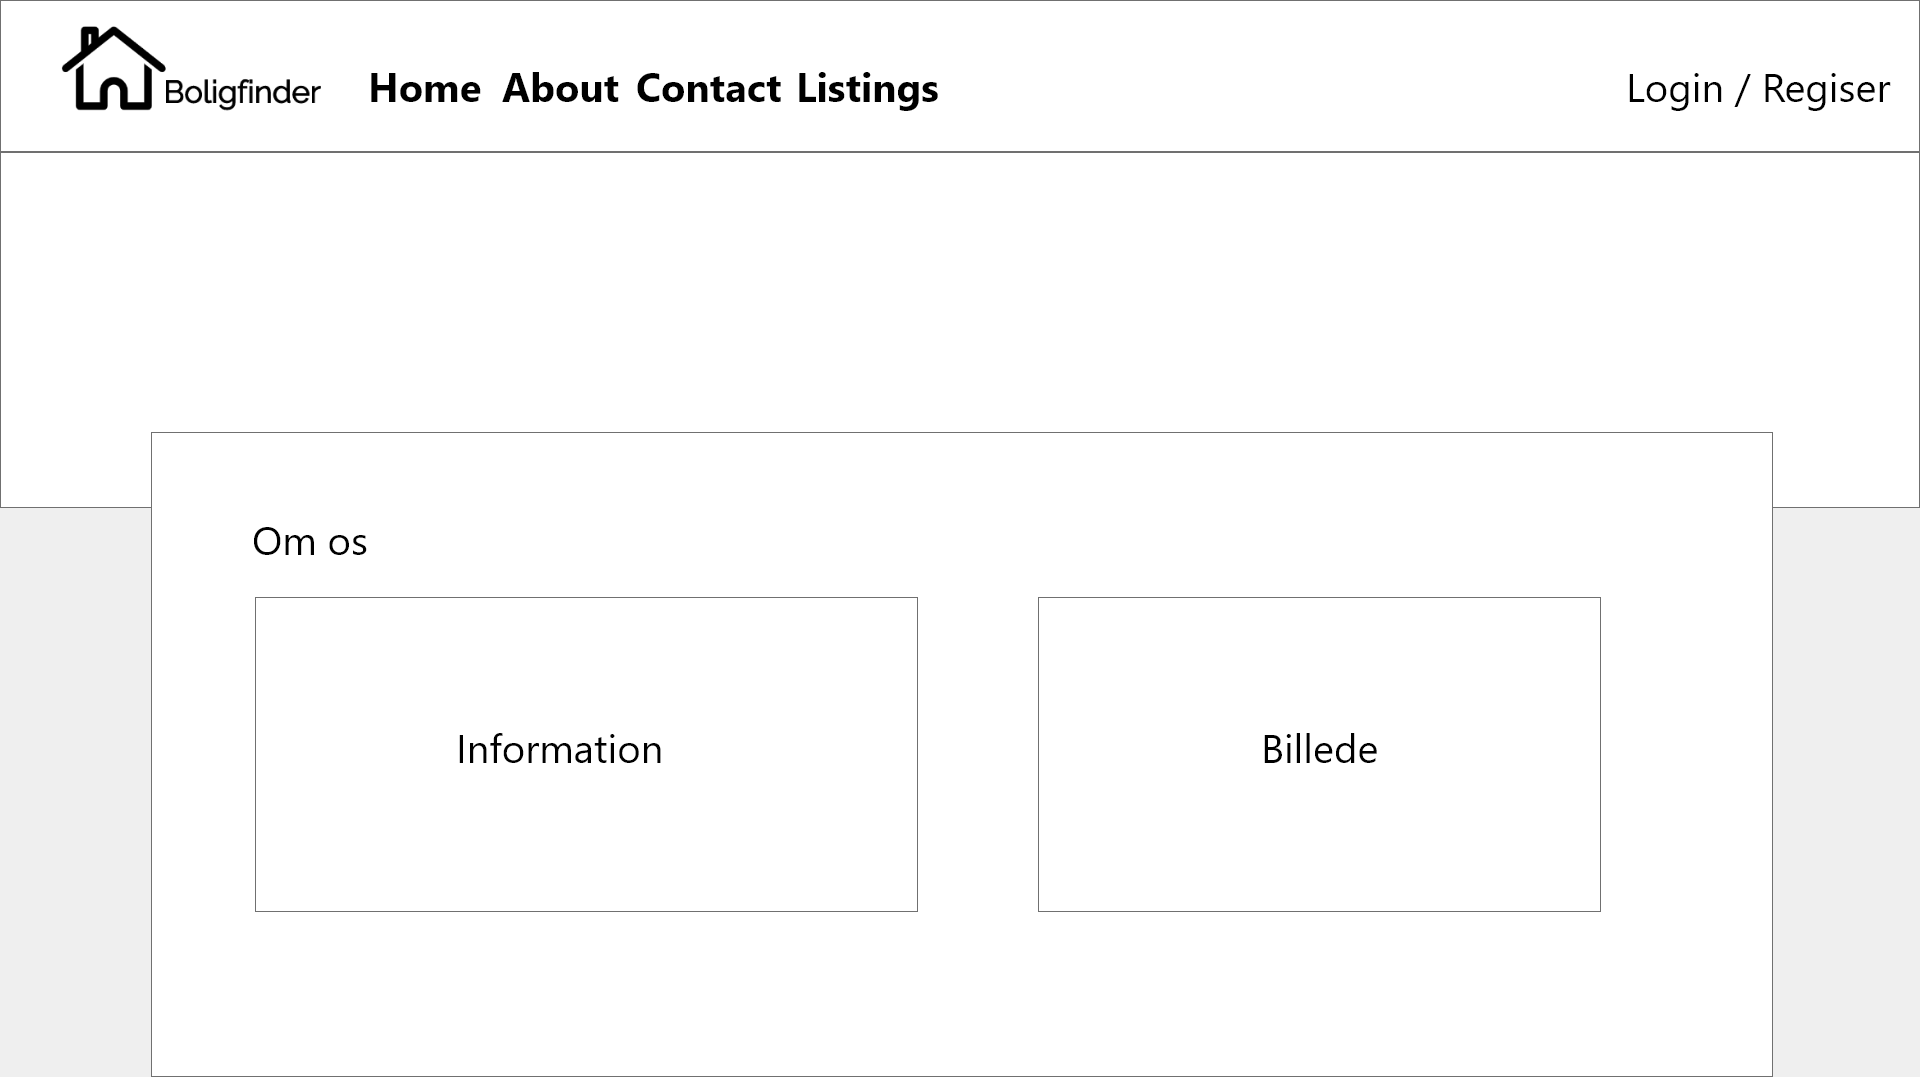 Boligfinder Home About Contact Listings Login / Regiser
Om os
Information Billede